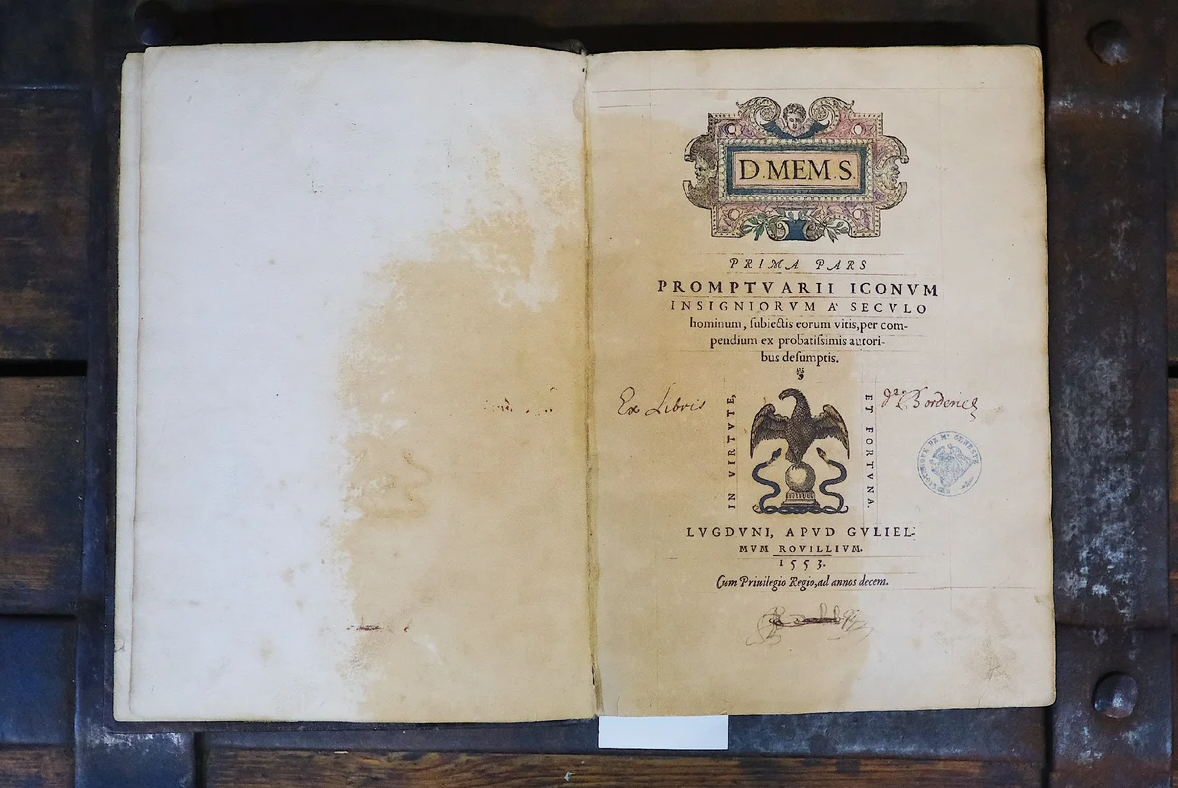 D.MEM.S.
PRIMA PARS
PROMPTVARII ICONVM
INSIGNIORVM A' SECVLO
hominum, ſubiectis eorum vitis, per com-
pendium ex probatiſsimis autori-
bus deſumptis.
Ex Libris
IN VIRTVTE,
ET FORTVNA.
LVGDVNI, APVD GVLIEL-
MVM ROVILLIVM.
1553.
Cum Priuilegio Regio, ad annos decem.